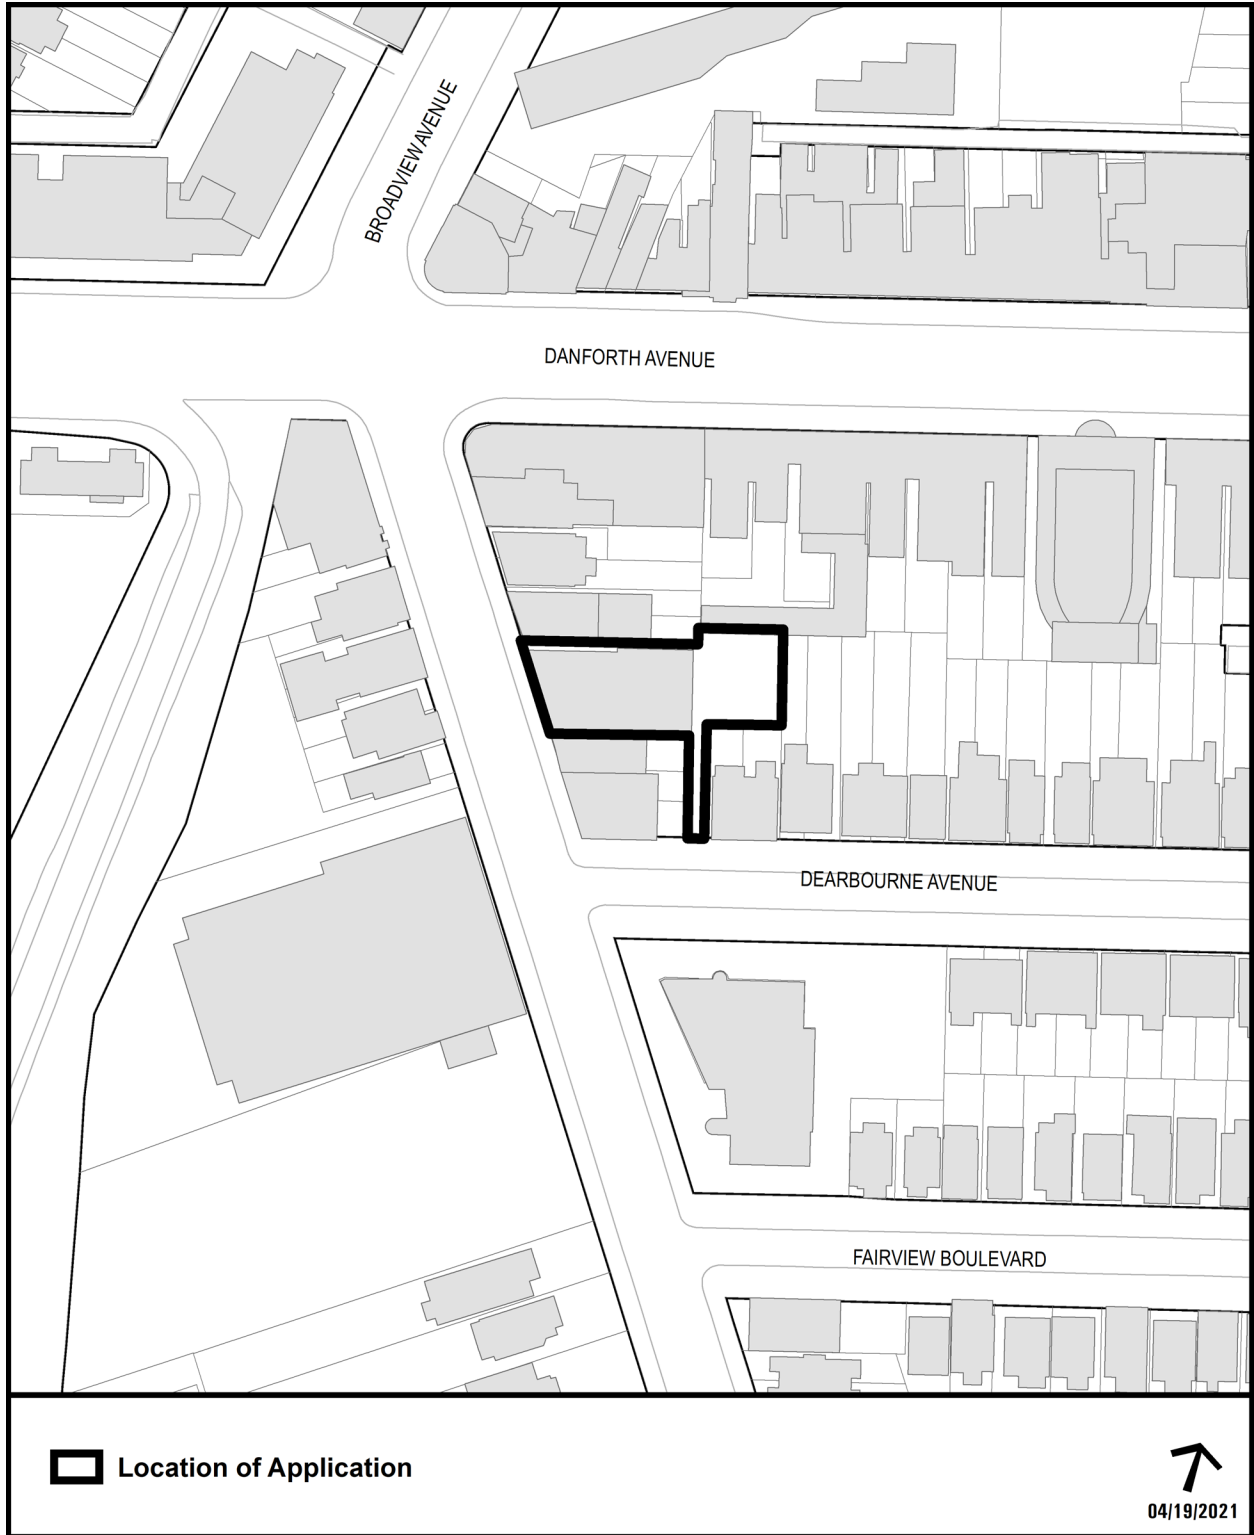 BROADVIEW AVENUE
DANFORTH AVENUE
DEARBOURNE AVENUE
FAIRVIEW BOULEVARD
Location of Application
04/19/2021